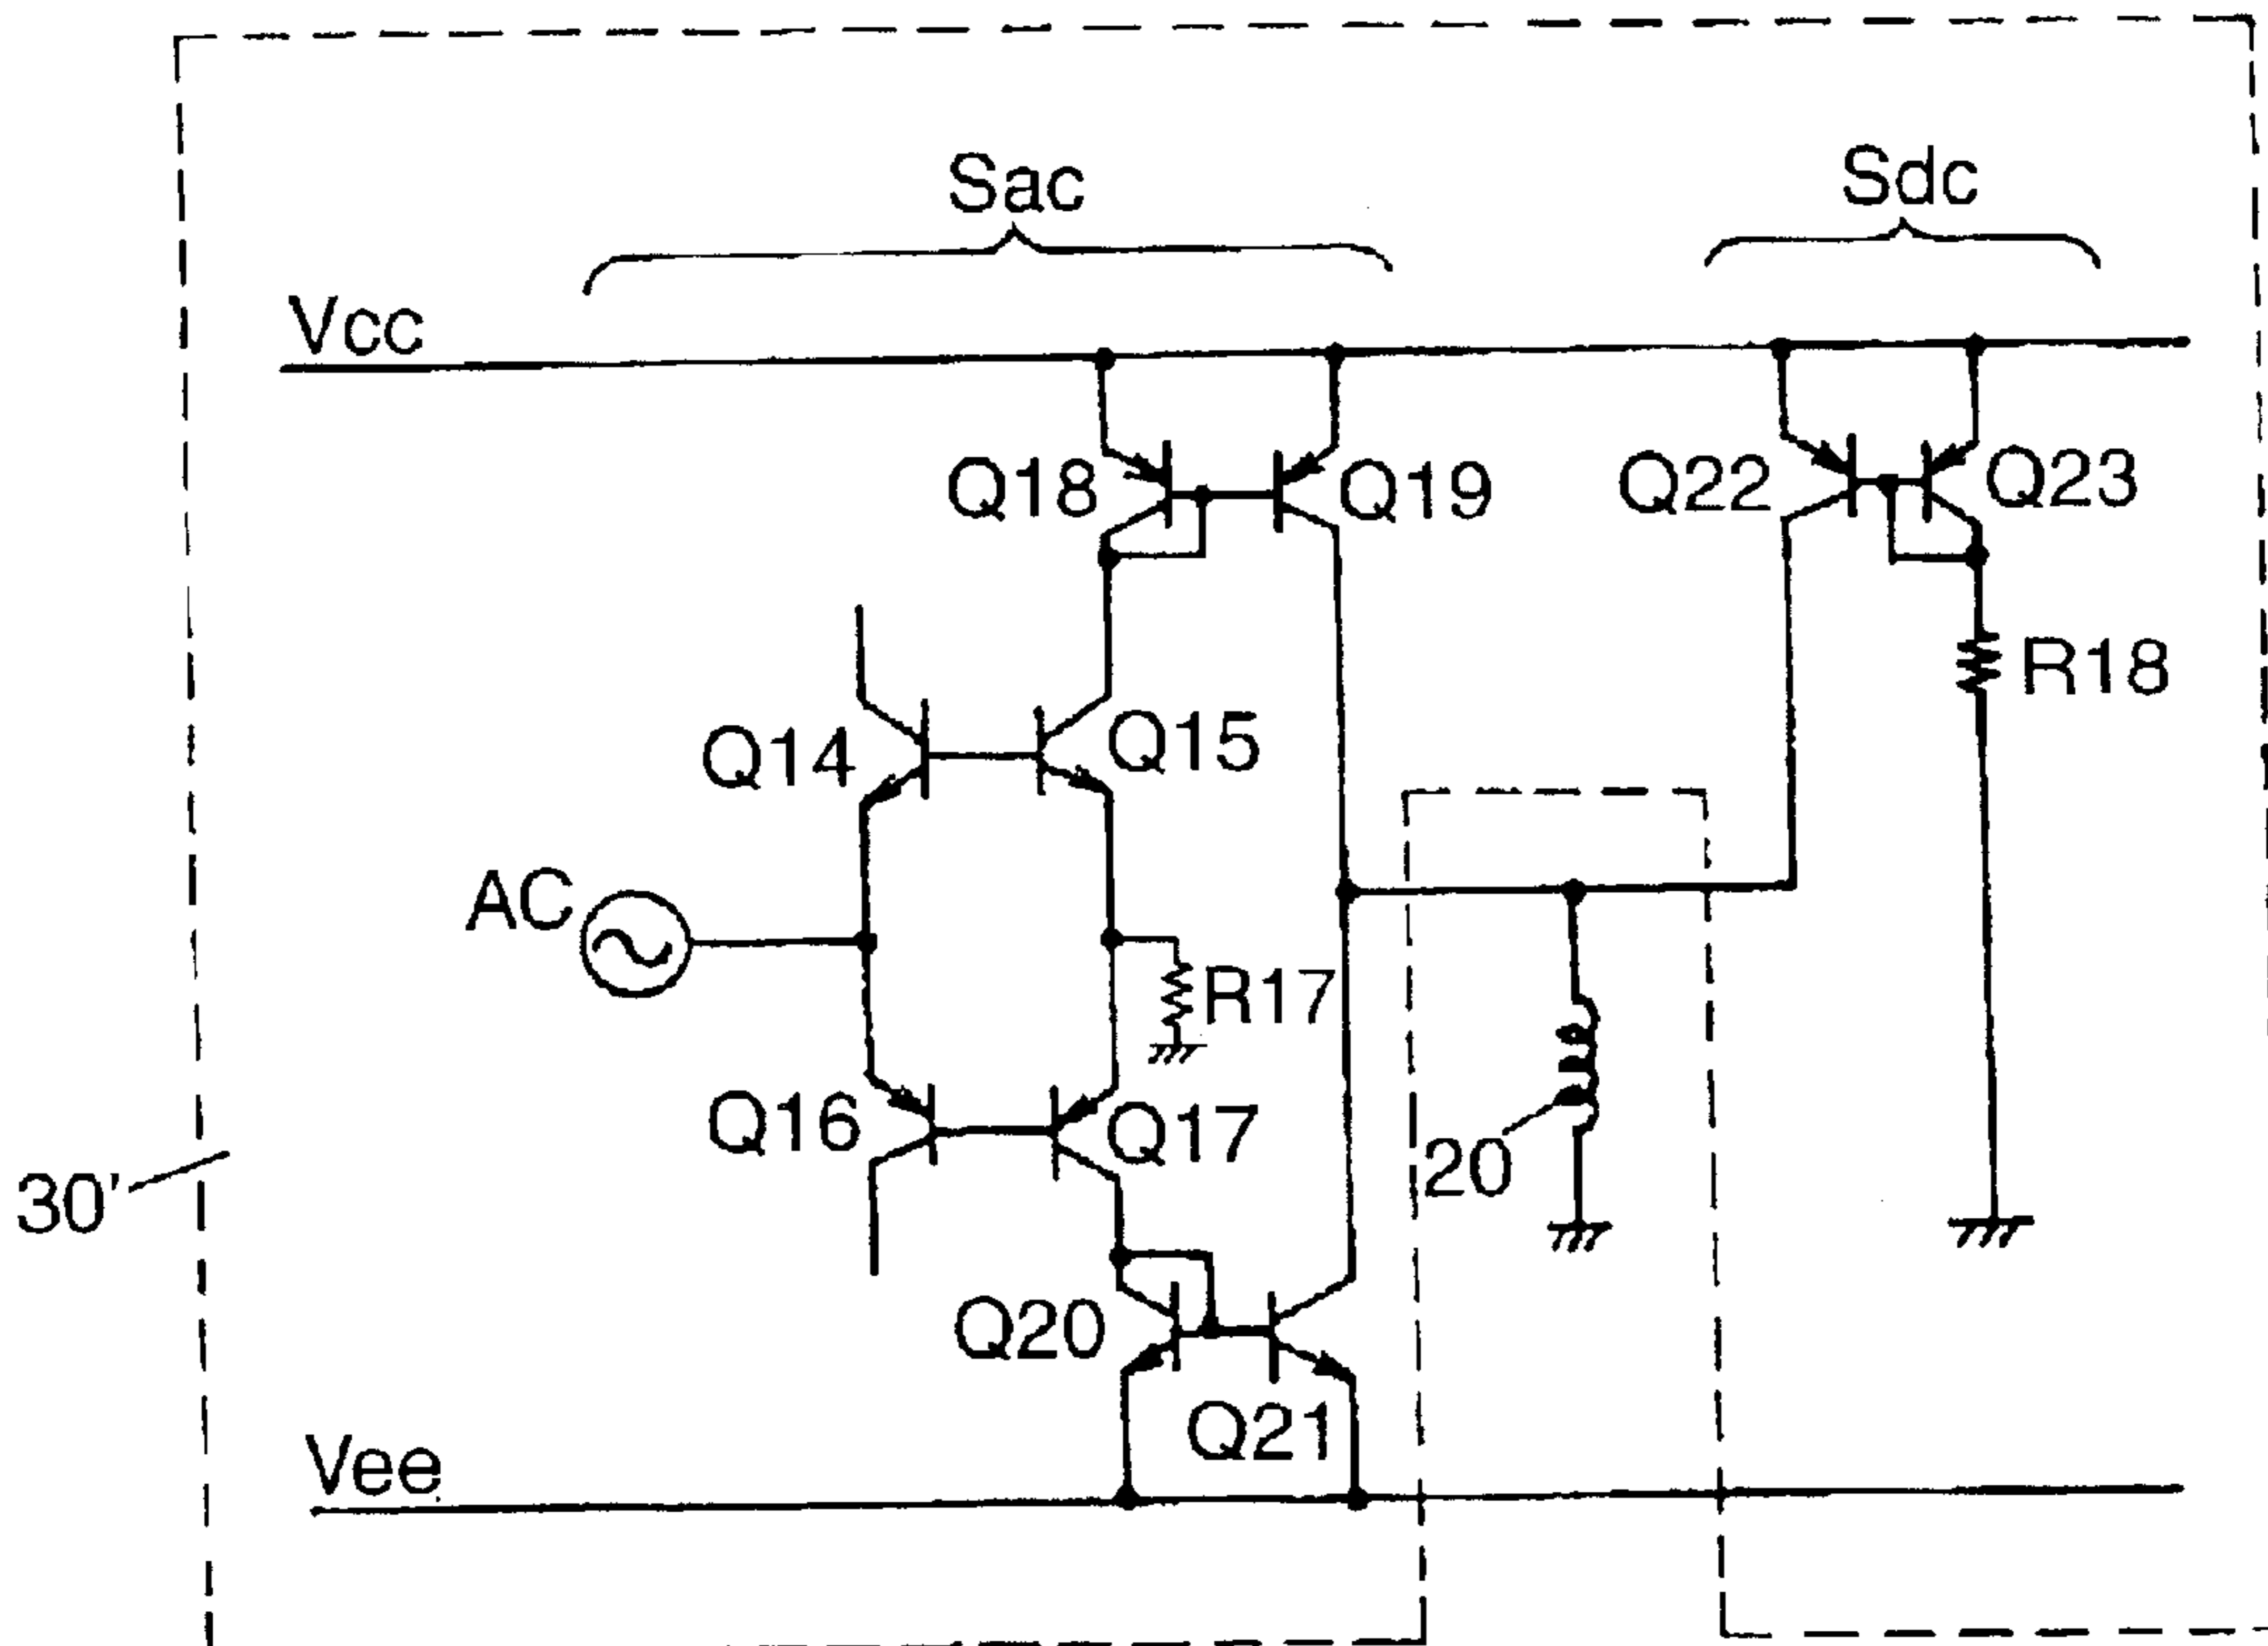 Sac
Sdc
Vcc
Q18
Q19
Q22
Q23
R18
Q14
Q15
AC
R17
Q16
Q17
20
30'
Q20
Q21
Vee